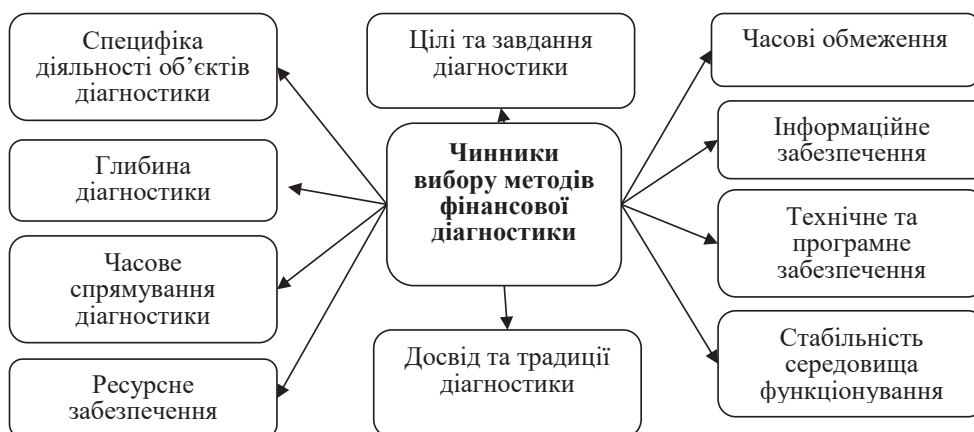 Специфіка
діяльності об’єктів
діагностики
Глибина
діагностики
Часове
спрямування
діагностики
Ресурсне
забезпечення
Цілі та завдання
діагностики
Чинники
вибору методів
фінансової
діагностики
Досвід та традиції
діагностики
Часові обмеження
Інформаційне
забезпечення
Технічне та
програмне
забезпечення
Стабільність
середовища
функціонування